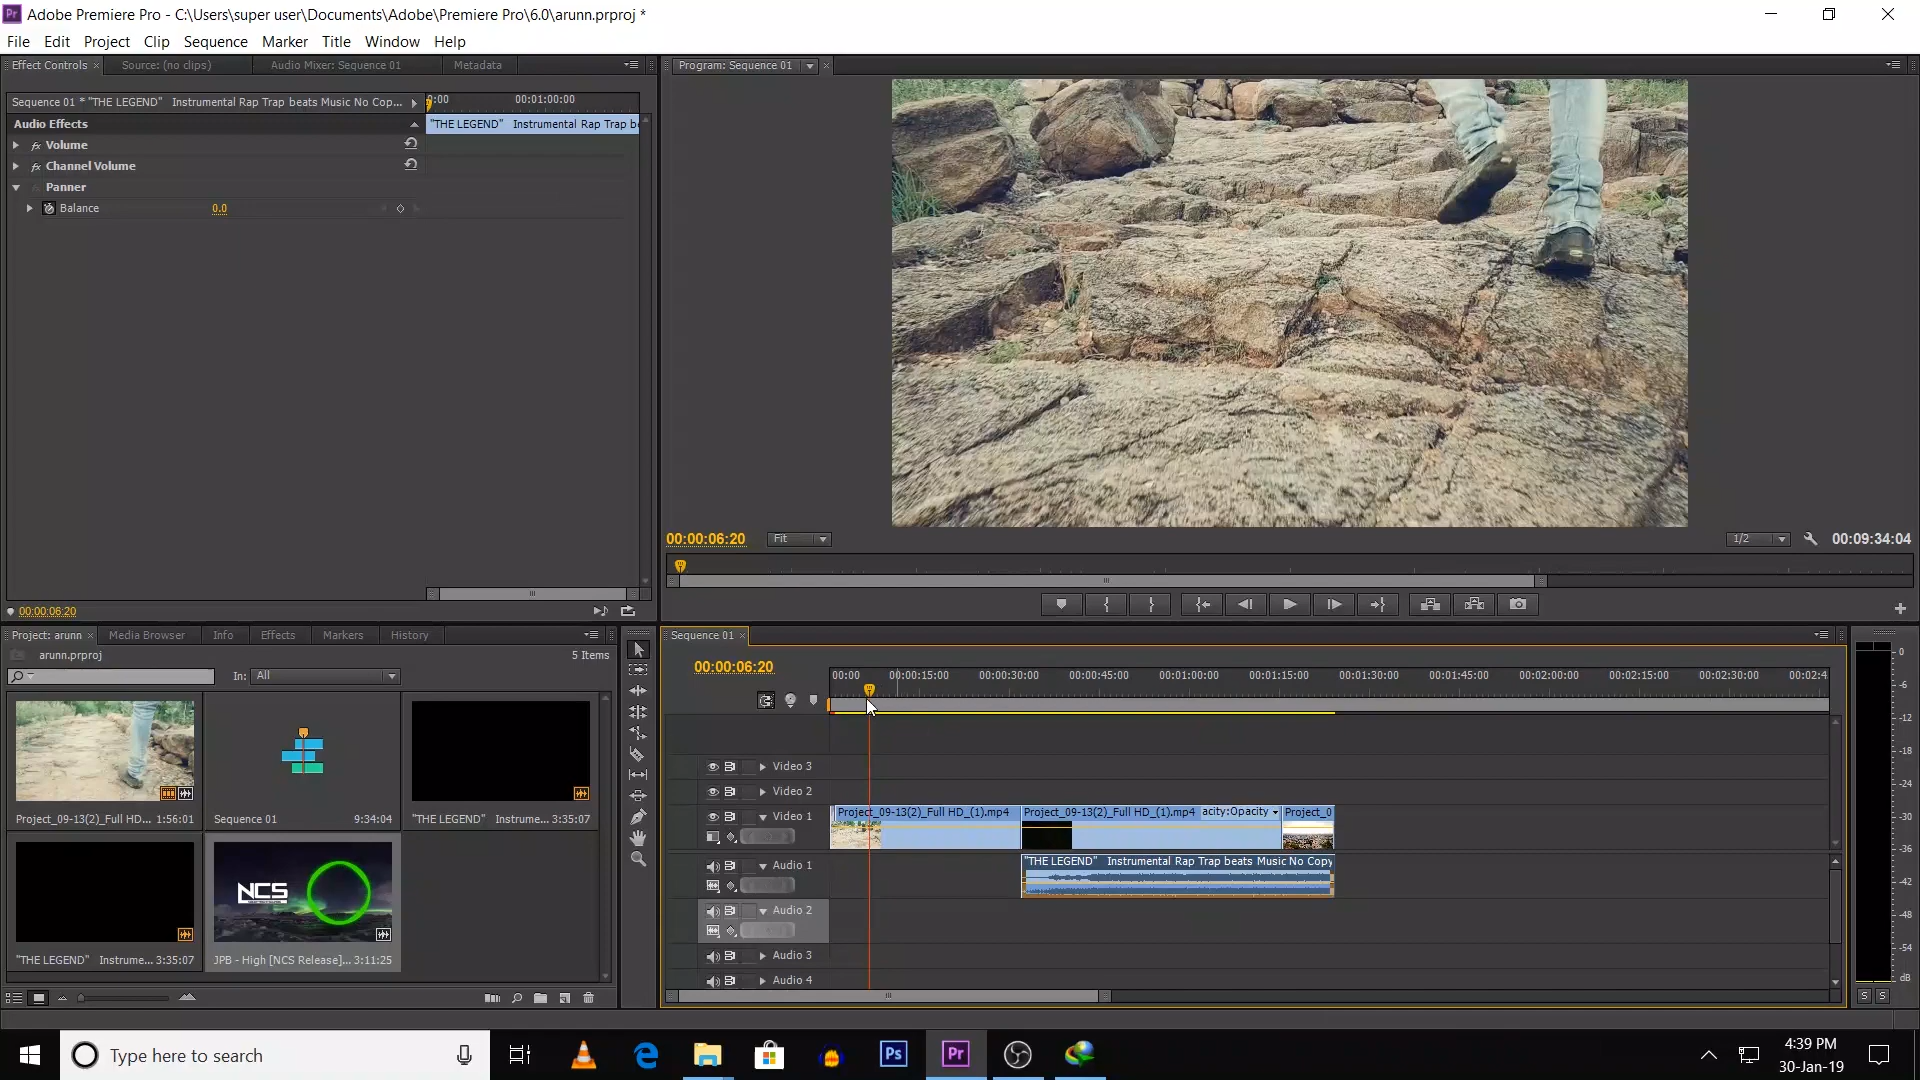 Adobe Premiere Pro - C:\Users\super user\Documents\Adobe\Premiere Pro\6.0\arunn.prproj *
File Edit Project Clip Sequence Marker Title Window Help
Effect Controls Source: (no clips) Audio Mixer: Sequence 01 Metadata
Program: Sequence 01
Sequence 01 * "THE LEGEND" Instrumental Rap Trap beats Music No Cop...
0:00 00:01:00:00
Audio Effects
"THE LEGEND" Instrumental Rap Trap be
fx Volume
fx Channel Volume
Panner
Balance 0.0
00:00:06:20 Fit 1/2 00:09:34:04
00:00:06:20
Project: arunn Media Browser Info Effects Markers History
arunn.prproj 5 Items
In: All
Project_09-13(2)_Full HD... 1:56:01
Sequence 01 9:34:04
"THE LEGEND" Instrume... 3:35:07
NCS
"THE LEGEND" Instrume... 3:35:07
JPB - High [NCS Release]... 3:11:25
Sequence 01
00:00:06:20
00:00 00:00:15:00 00:00:30:00 00:00:45:00 00:01:00:00 00:01:15:00 00:01:30:00 00:01:45:00 00:02:00:00 00:02:15:00 00:02:30:00 00:02:4
Video 3
Video 2
Video 1
Project_09-13(2)_Full HD_(1).mp4
Project_09-13(2)_Full HD_(1).mp4 acity:Opacity
Project_0
Audio 1
"THE LEGEND" Instrumental Rap Trap beats Music No Copy
Audio 2
Audio 3
Audio 4
0
-6
-12
-18
-24
-30
-36
-42
-48
-54
dB
S S
Type here to search
Ps
Pr
4:39 PM
30-Jan-19